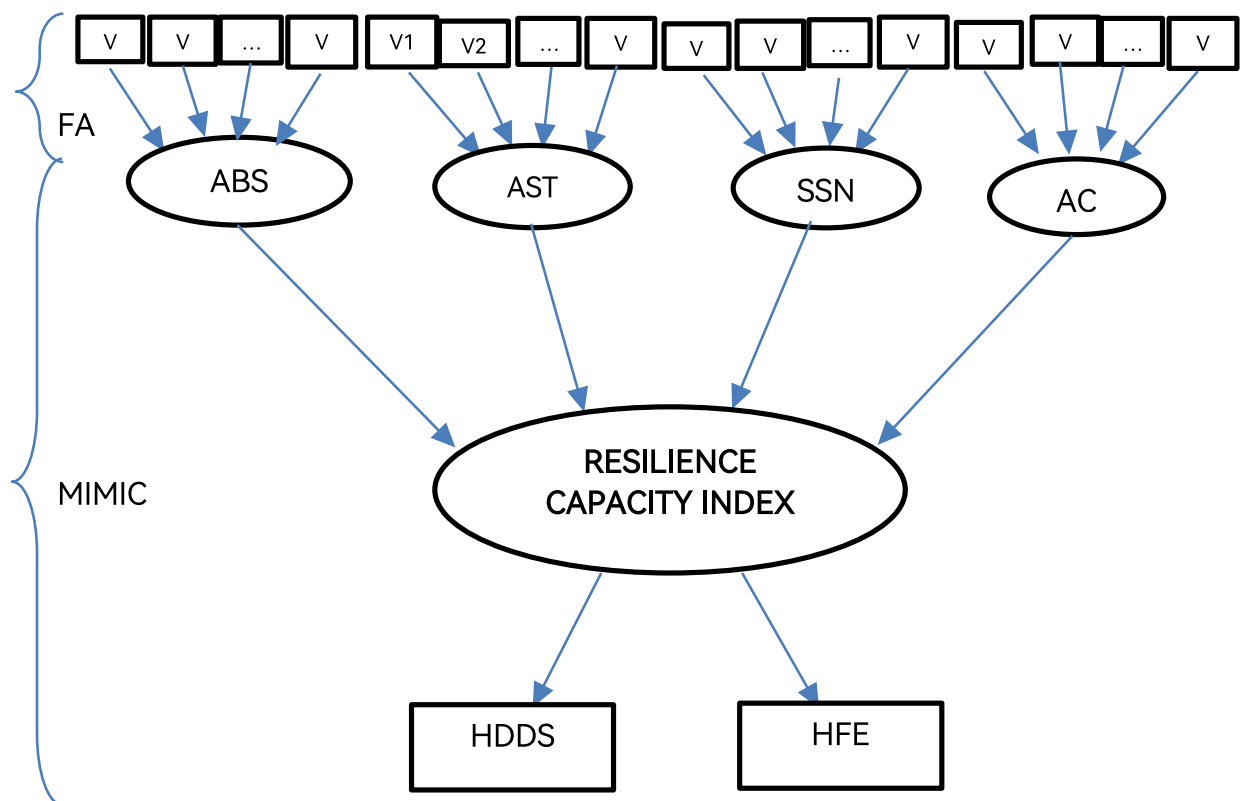 V V ... V V1 V2 ... V V V ... V V V ... V
FA
ABS AST SSN AC
RESILIENCE
CAPACITY INDEX
MIMIC
HDDS HFE